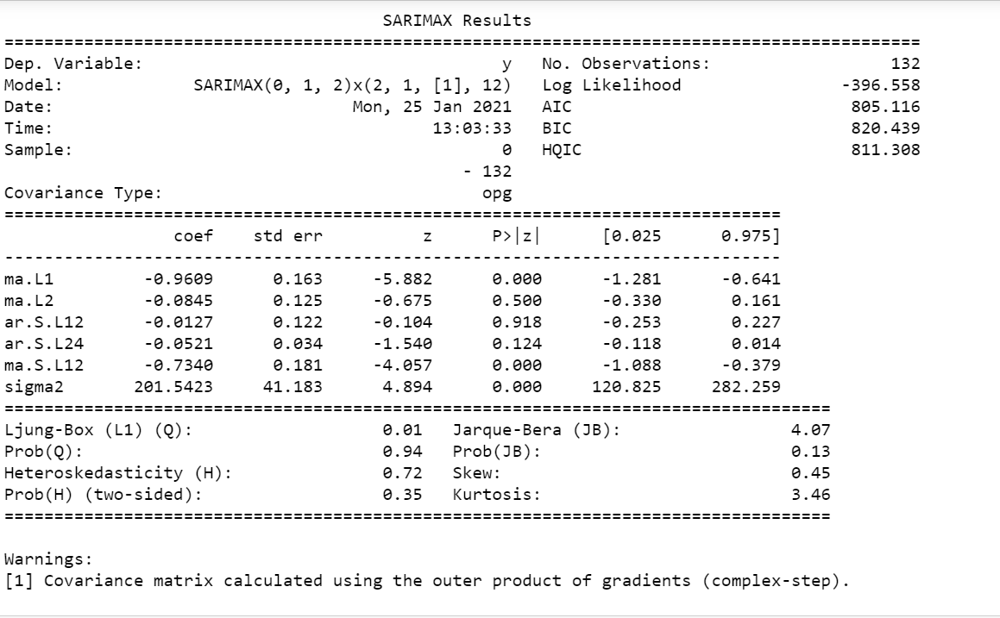 SARIMAX Results
==========================================================================================
Dep. Variable: y No. Observations: 132
Model: SARIMAX(0, 1, 2)x(2, 1, [1], 12) Log Likelihood -396.558
Date: Mon, 25 Jan 2021 AIC 805.116
Time: 13:03:33 BIC 820.439
Sample: 0 HQIC 811.308
- 132
Covariance Type: opg
==============================================================================
coef std err z P>|z| [0.025 0.975]
------------------------------------------------------------------------------
ma.L1 -0.9609 0.163 -5.882 0.000 -1.281 -0.641
ma.L2 -0.0845 0.125 -0.675 0.500 -0.330 0.161
ar.S.L12 -0.0127 0.122 -0.104 0.918 -0.253 0.227
ar.S.L24 -0.0521 0.034 -1.540 0.124 -0.118 0.014
ma.S.L12 -0.7340 0.181 -4.057 0.000 -1.088 -0.379
sigma2 201.5423 41.183 4.894 0.000 120.825 282.259
===================================================================================
Ljung-Box (L1) (Q): 0.01 Jarque-Bera (JB): 4.07
Prob(Q): 0.94 Prob(JB): 0.13
Heteroskedasticity (H): 0.72 Skew: 0.45
Prob(H) (two-sided): 0.35 Kurtosis: 3.46
===================================================================================
Warnings:
[1] Covariance matrix calculated using the outer product of gradients (complex-step).